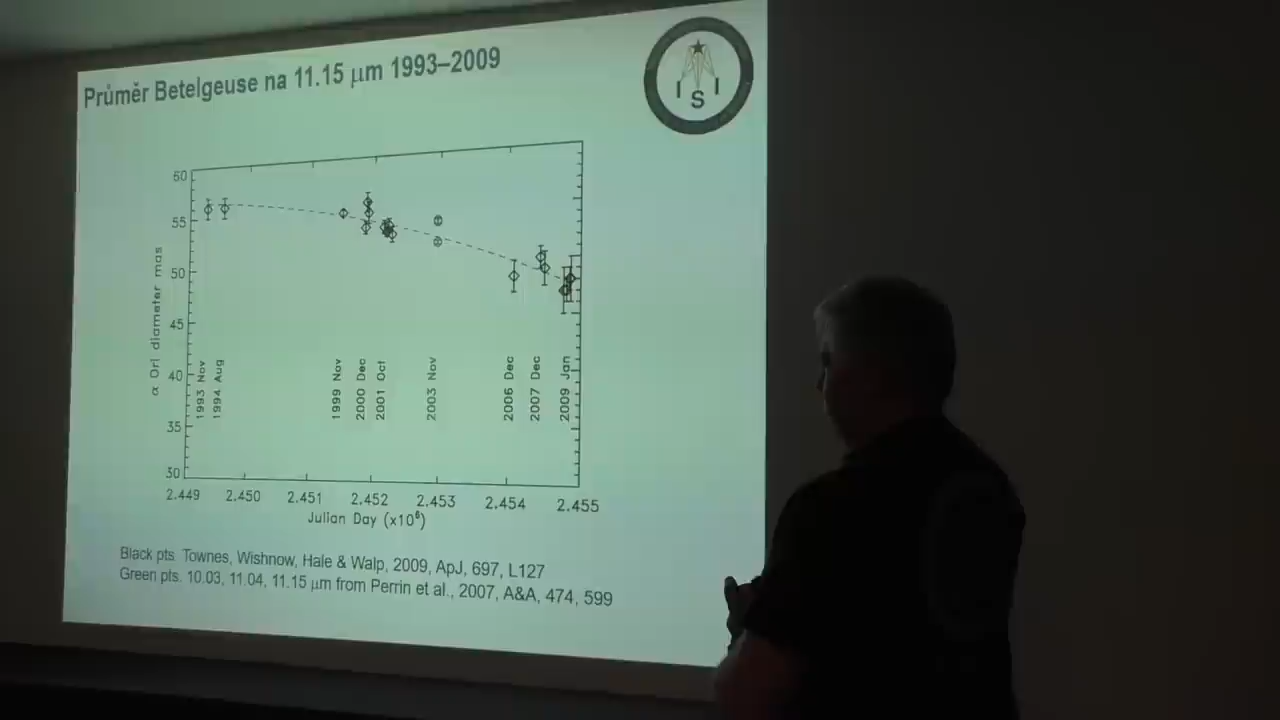 Průměr Betelgeuse na 11.15 μm 1993–2009
I S I
60
55
50
45
40
35
30
α Ori diameter mas
1993 Nov
1994 Aug
1999 Nov
2000 Dec
2001 Oct
2003 Nov
2006 Dec
2007 Dec
2009 Jan
2.449 2.450 2.451 2.452 2.453 2.454 2.455
Julian Day (x10⁶)
Black pts. Townes, Wishnow, Hale & Walp, 2009, ApJ, 697, L127
Green pts. 10.03, 11.04, 11.15 μm from Perrin et al., 2007, A&A, 474, 599